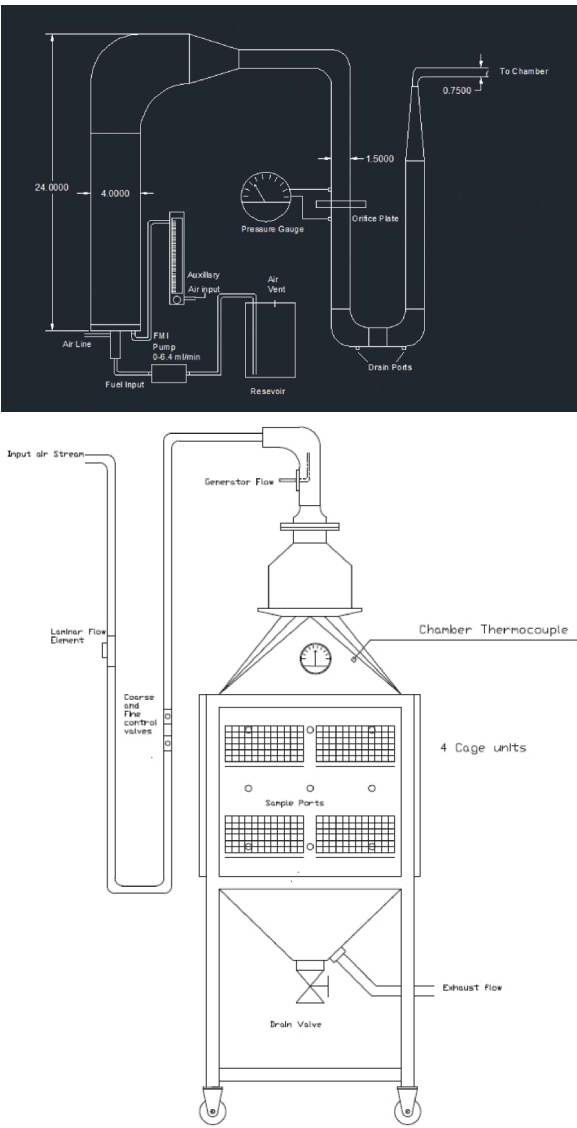 To Chamber
0.7500
24.0000
4.0000
1.5000
Pressure Gauge
Orifice Plate
Auxillary
Air input
Air
Vent
Air Line
FMI
Pump
0-6.4 ml/min
Fuel Input
Resevoir
Drain Ports
Input air Stream
Generator Flow
Laminar Flow
Element
Chamber Thermocouple
Coarse
and
Fine
control
valves
4 Cage units
Sample Ports
Exhaust flow
Drain Valve